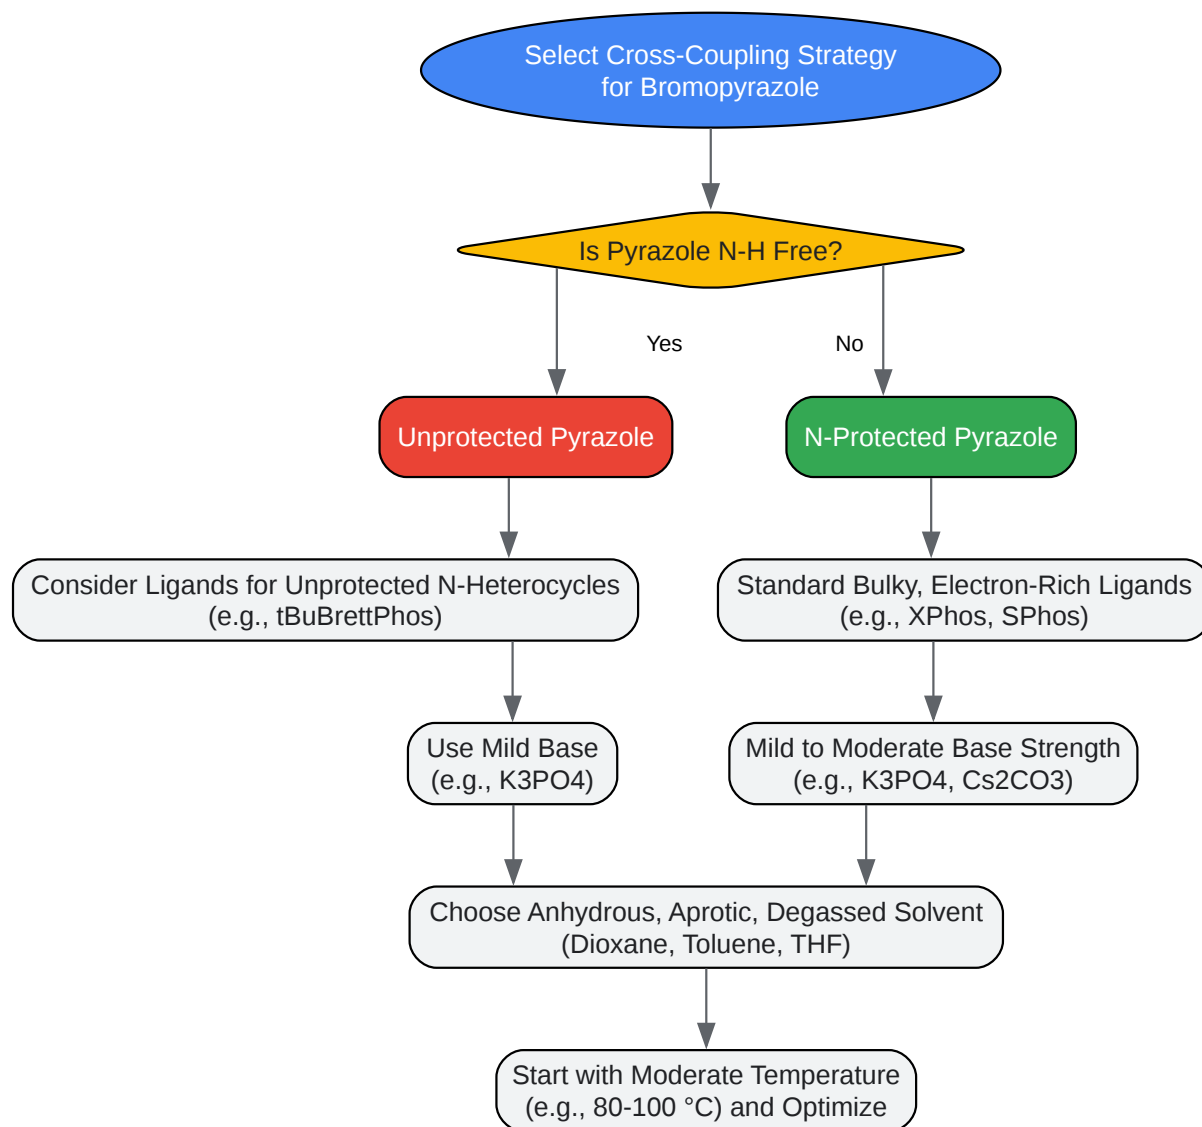 Select Cross-Coupling Strategy
for Bromopyrazole
Is Pyrazole N-H Free?
Yes
No
Unprotected Pyrazole
N-Protected Pyrazole
Consider Ligands for Unprotected N-Heterocycles
(e.g., tBuBrettPhos)
Standard Bulky, Electron-Rich Ligands
(e.g., XPhos, SPhos)
Use Mild Base
(e.g., K3PO4)
Mild to Moderate Base Strength
(e.g., K3PO4, Cs2CO3)
Choose Anhydrous, Aprotic, Degassed Solvent
(Dioxane, Toluene, THF)
Start with Moderate Temperature
(e.g., 80-100 °C) and Optimize